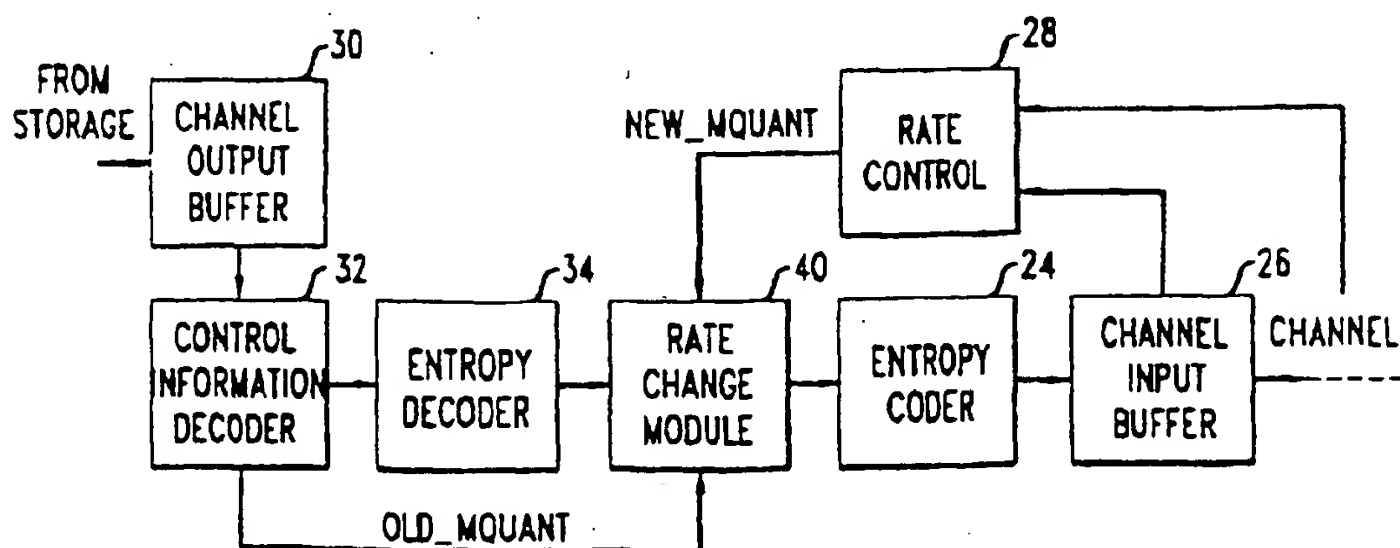 30
FROM
STORAGE
CHANNEL
OUTPUT
BUFFER
28
NEW_MQUANT
RATE
CONTROL
32
CONTROL
INFORMATION
DECODER
34
ENTROPY
DECODER
40
RATE
CHANGE
MODULE
24
ENTROPY
CODER
26
CHANNEL
INPUT
BUFFER
CHANNEL
OLD_MQUANT